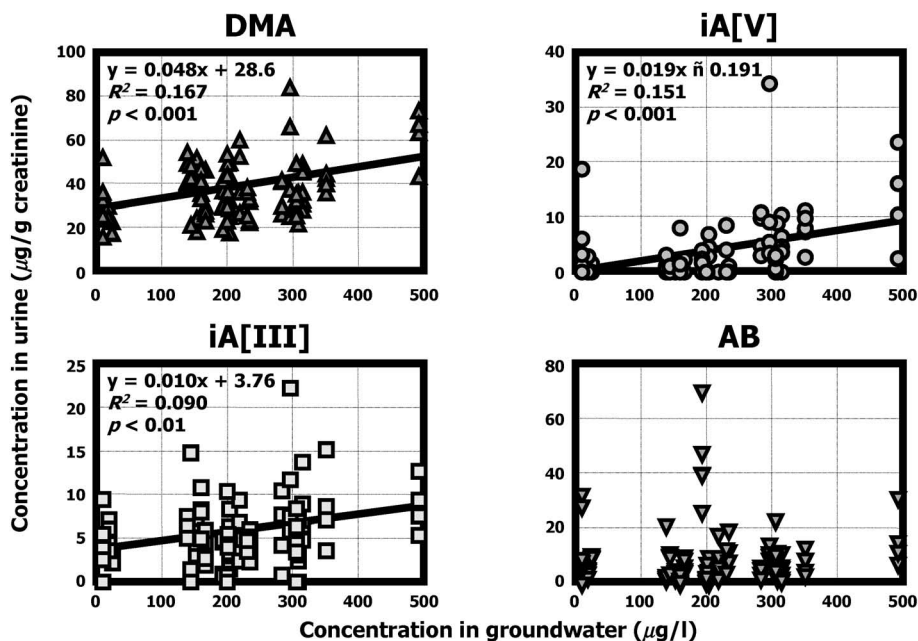 DMA
100
80
60
40
20
0
y = 0.048x + 28.6
R² = 0.167
p < 0.001
0 100 200 300 400 500
iA[V]
40
30
20
10
0
y = 0.019x ñ 0.191
R² = 0.151
p < 0.001
0 100 200 300 400 500
Concentration in urine (μg/g creatinine)
iA[III]
25
20
15
10
5
0
y = 0.010x + 3.76
R² = 0.090
p < 0.01
0 100 200 300 400 500
AB
80
60
40
20
0
0 100 200 300 400 500
Concentration in groundwater (μg/l)